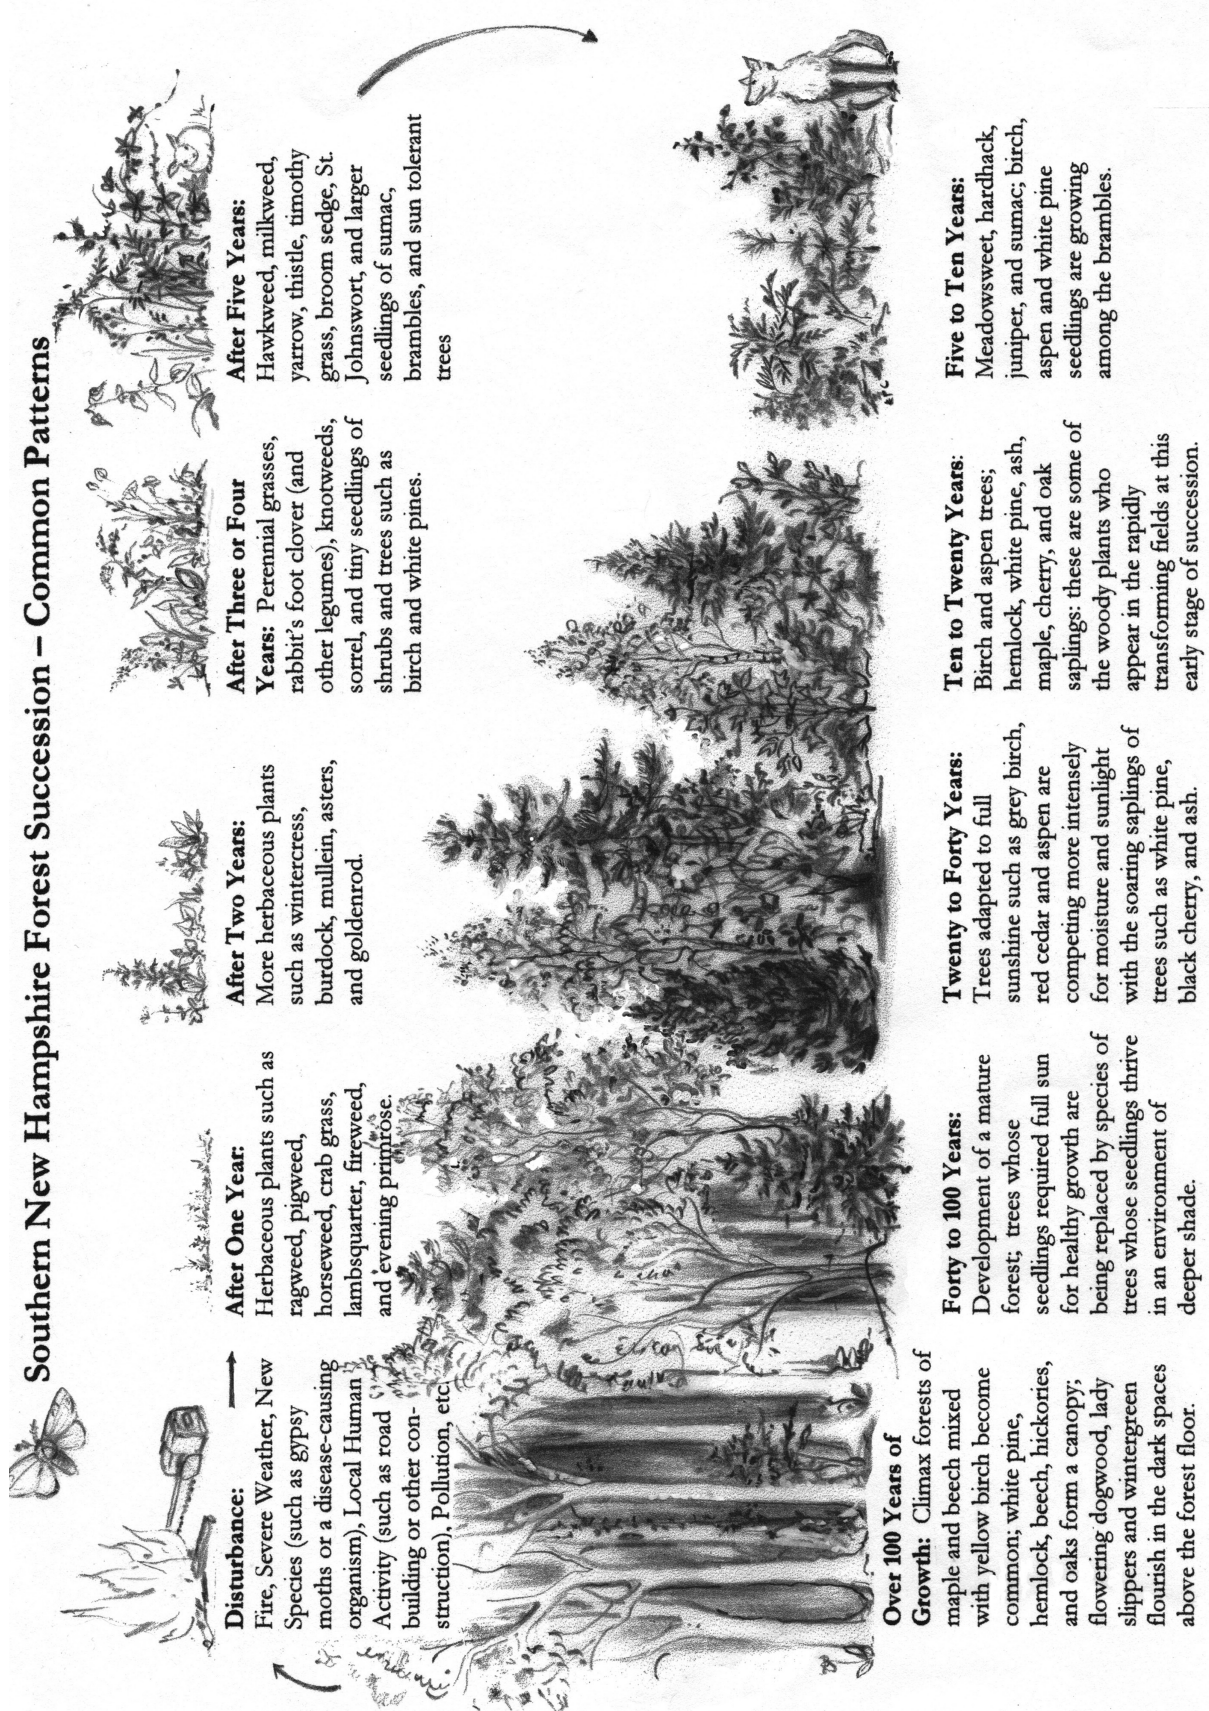 Southern New Hampshire Forest Succession – Common Patterns
Disturbance:
Fire, Severe Weather, New
Species (such as gypsy
moths or a disease-causing
organism), Local Human
Activity (such as road
building or other con-
struction), Pollution, etc.
After One Year:
Herbaceous plants such as
ragweed, pigweed,
horseweed, crab grass,
lambsquarter, fireweed,
and evening primrose.
After Two Years:
More herbaceous plants
such as wintercress,
burdock, mullein, asters,
and goldenrod.
After Three or Four
Years: Perennial grasses,
rabbit's foot clover (and
other legumes), knotweeds,
sorrel, and tiny seedlings of
shrubs and trees such as
birch and white pines.
After Five Years:
Hawkweed, milkweed,
yarrow, thistle, timothy
grass, broom sedge, St.
Johnswort, and larger
seedlings of sumac,
brambles, and sun tolerant
trees
Five to Ten Years:
Meadowsweet, hardhack,
juniper, and sumac; birch,
aspen and white pine
seedlings are growing
among the brambles.
Ten to Twenty Years:
Birch and aspen trees;
hemlock, white pine, ash,
maple, cherry, and oak
saplings: these are some of
the woody plants who
appear in the rapidly
transforming fields at this
early stage of succession.
Twenty to Forty Years:
Trees adapted to full
sunshine such as grey birch,
red cedar and aspen are
competing more intensely
for moisture and sunlight
with the soaring saplings of
trees such as white pine,
black cherry, and ash.
Forty to 100 Years:
Development of a mature
forest; trees whose
seedlings required full sun
for healthy growth are
being replaced by species of
trees whose seedlings thrive
in an environment of
deeper shade.
Over 100 Years of
Growth: Climax forests of
maple and beech mixed
with yellow birch become
common; white pine,
hemlock, beech, hickories,
and oaks form a canopy;
flowering dogwood, lady
slippers and wintergreen
flourish in the dark spaces
above the forest floor.